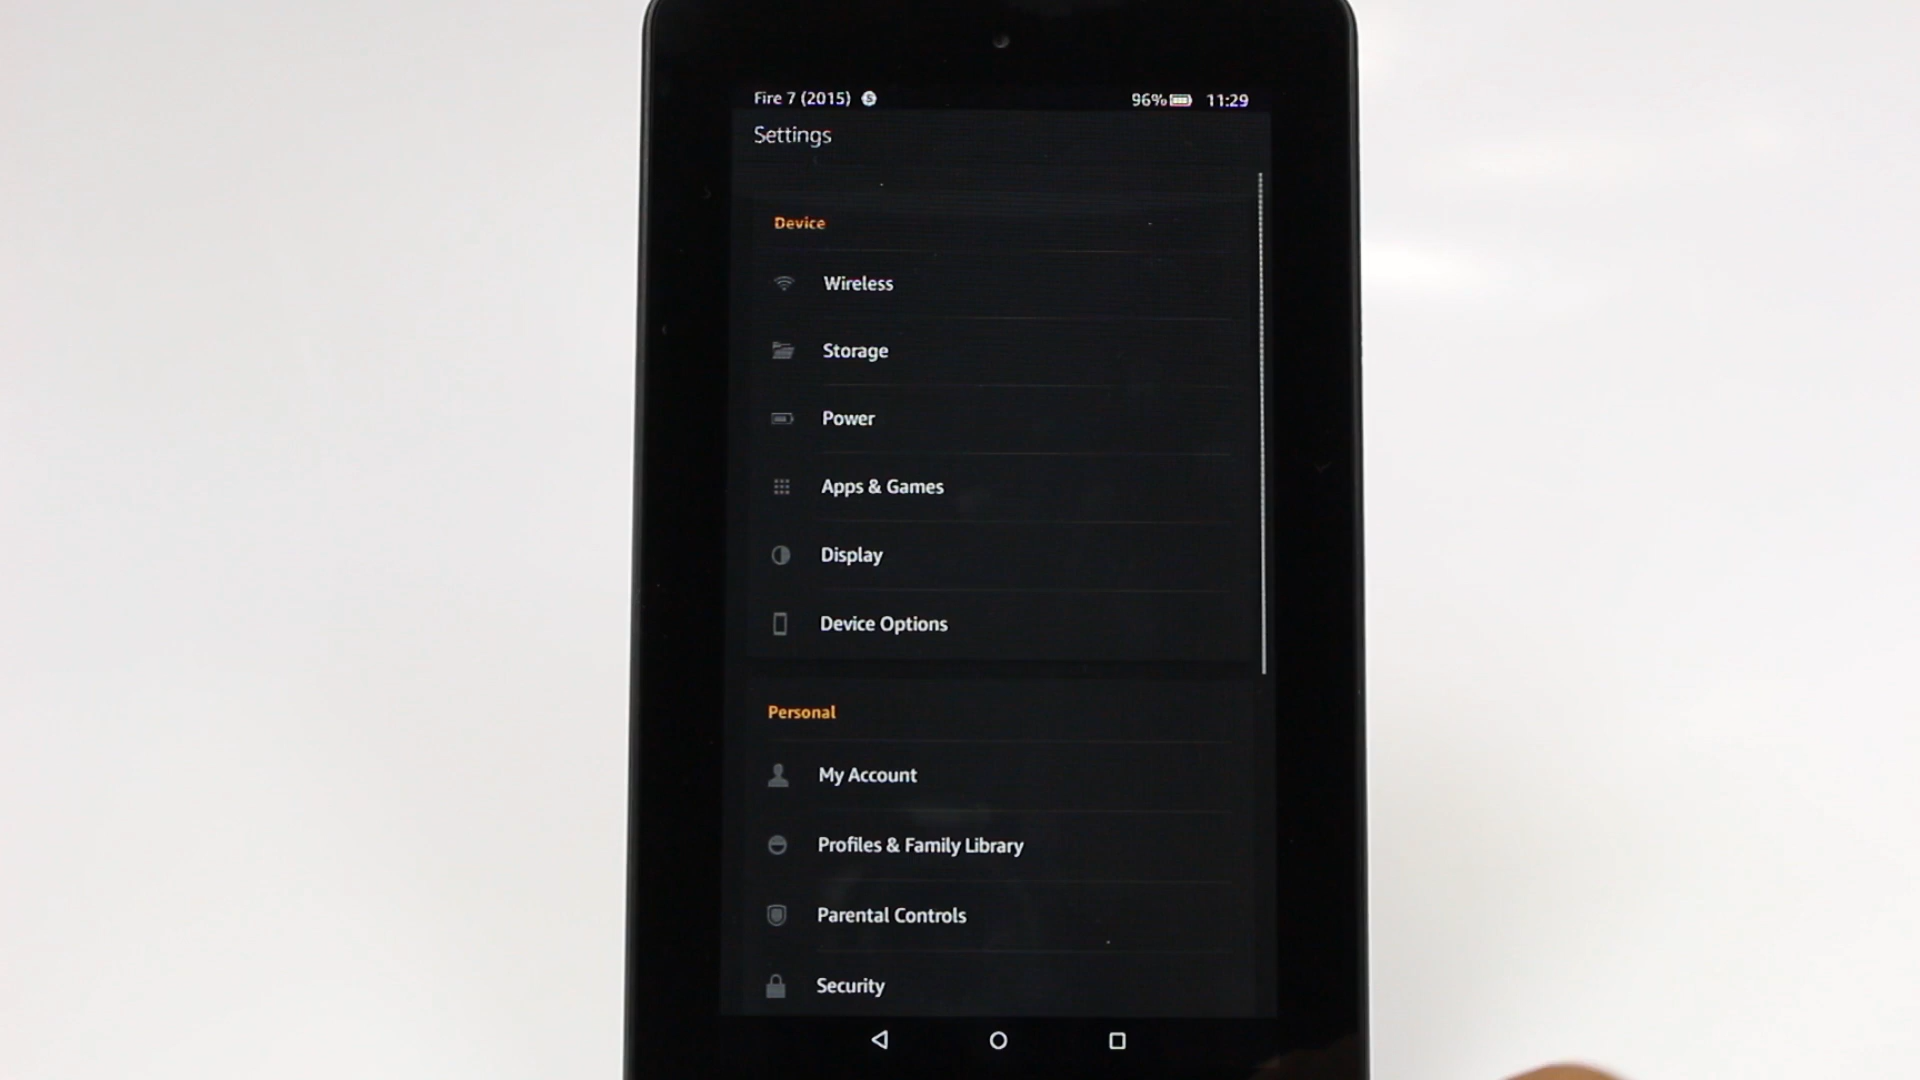 Fire 7 (2015) 96% 11:29
Settings
Device
Wireless
Storage
Power
Apps & Games
Display
Device Options
Personal
My Account
Profiles & Family Library
Parental Controls
Security